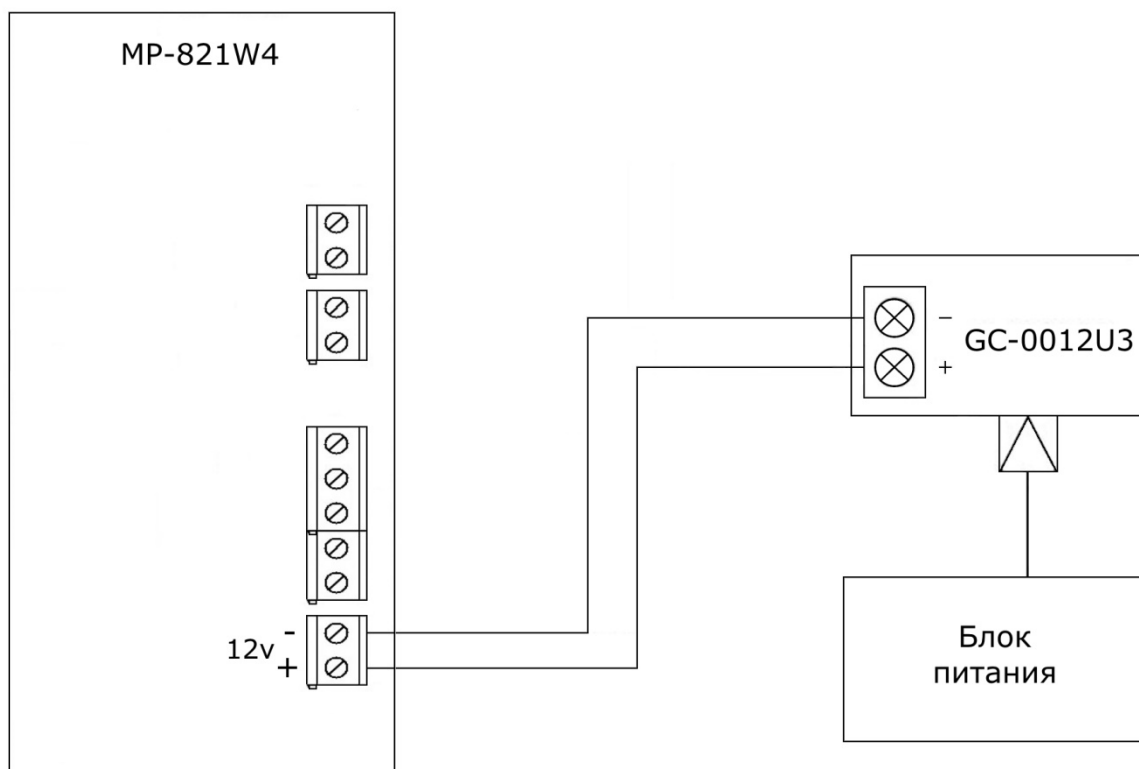 MP-821W4
-
GC-0012U3
+
12v -
+
Блок
питания